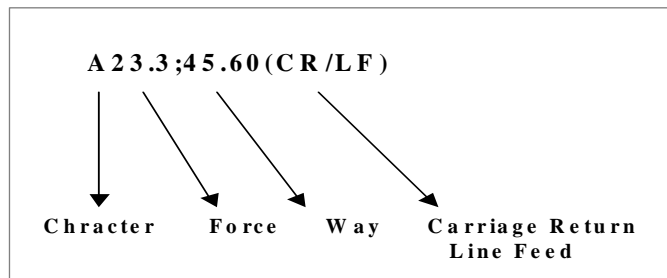 A23.3;45.60(CR/LF)
Chracter Force Way Carriage Return
Line Feed